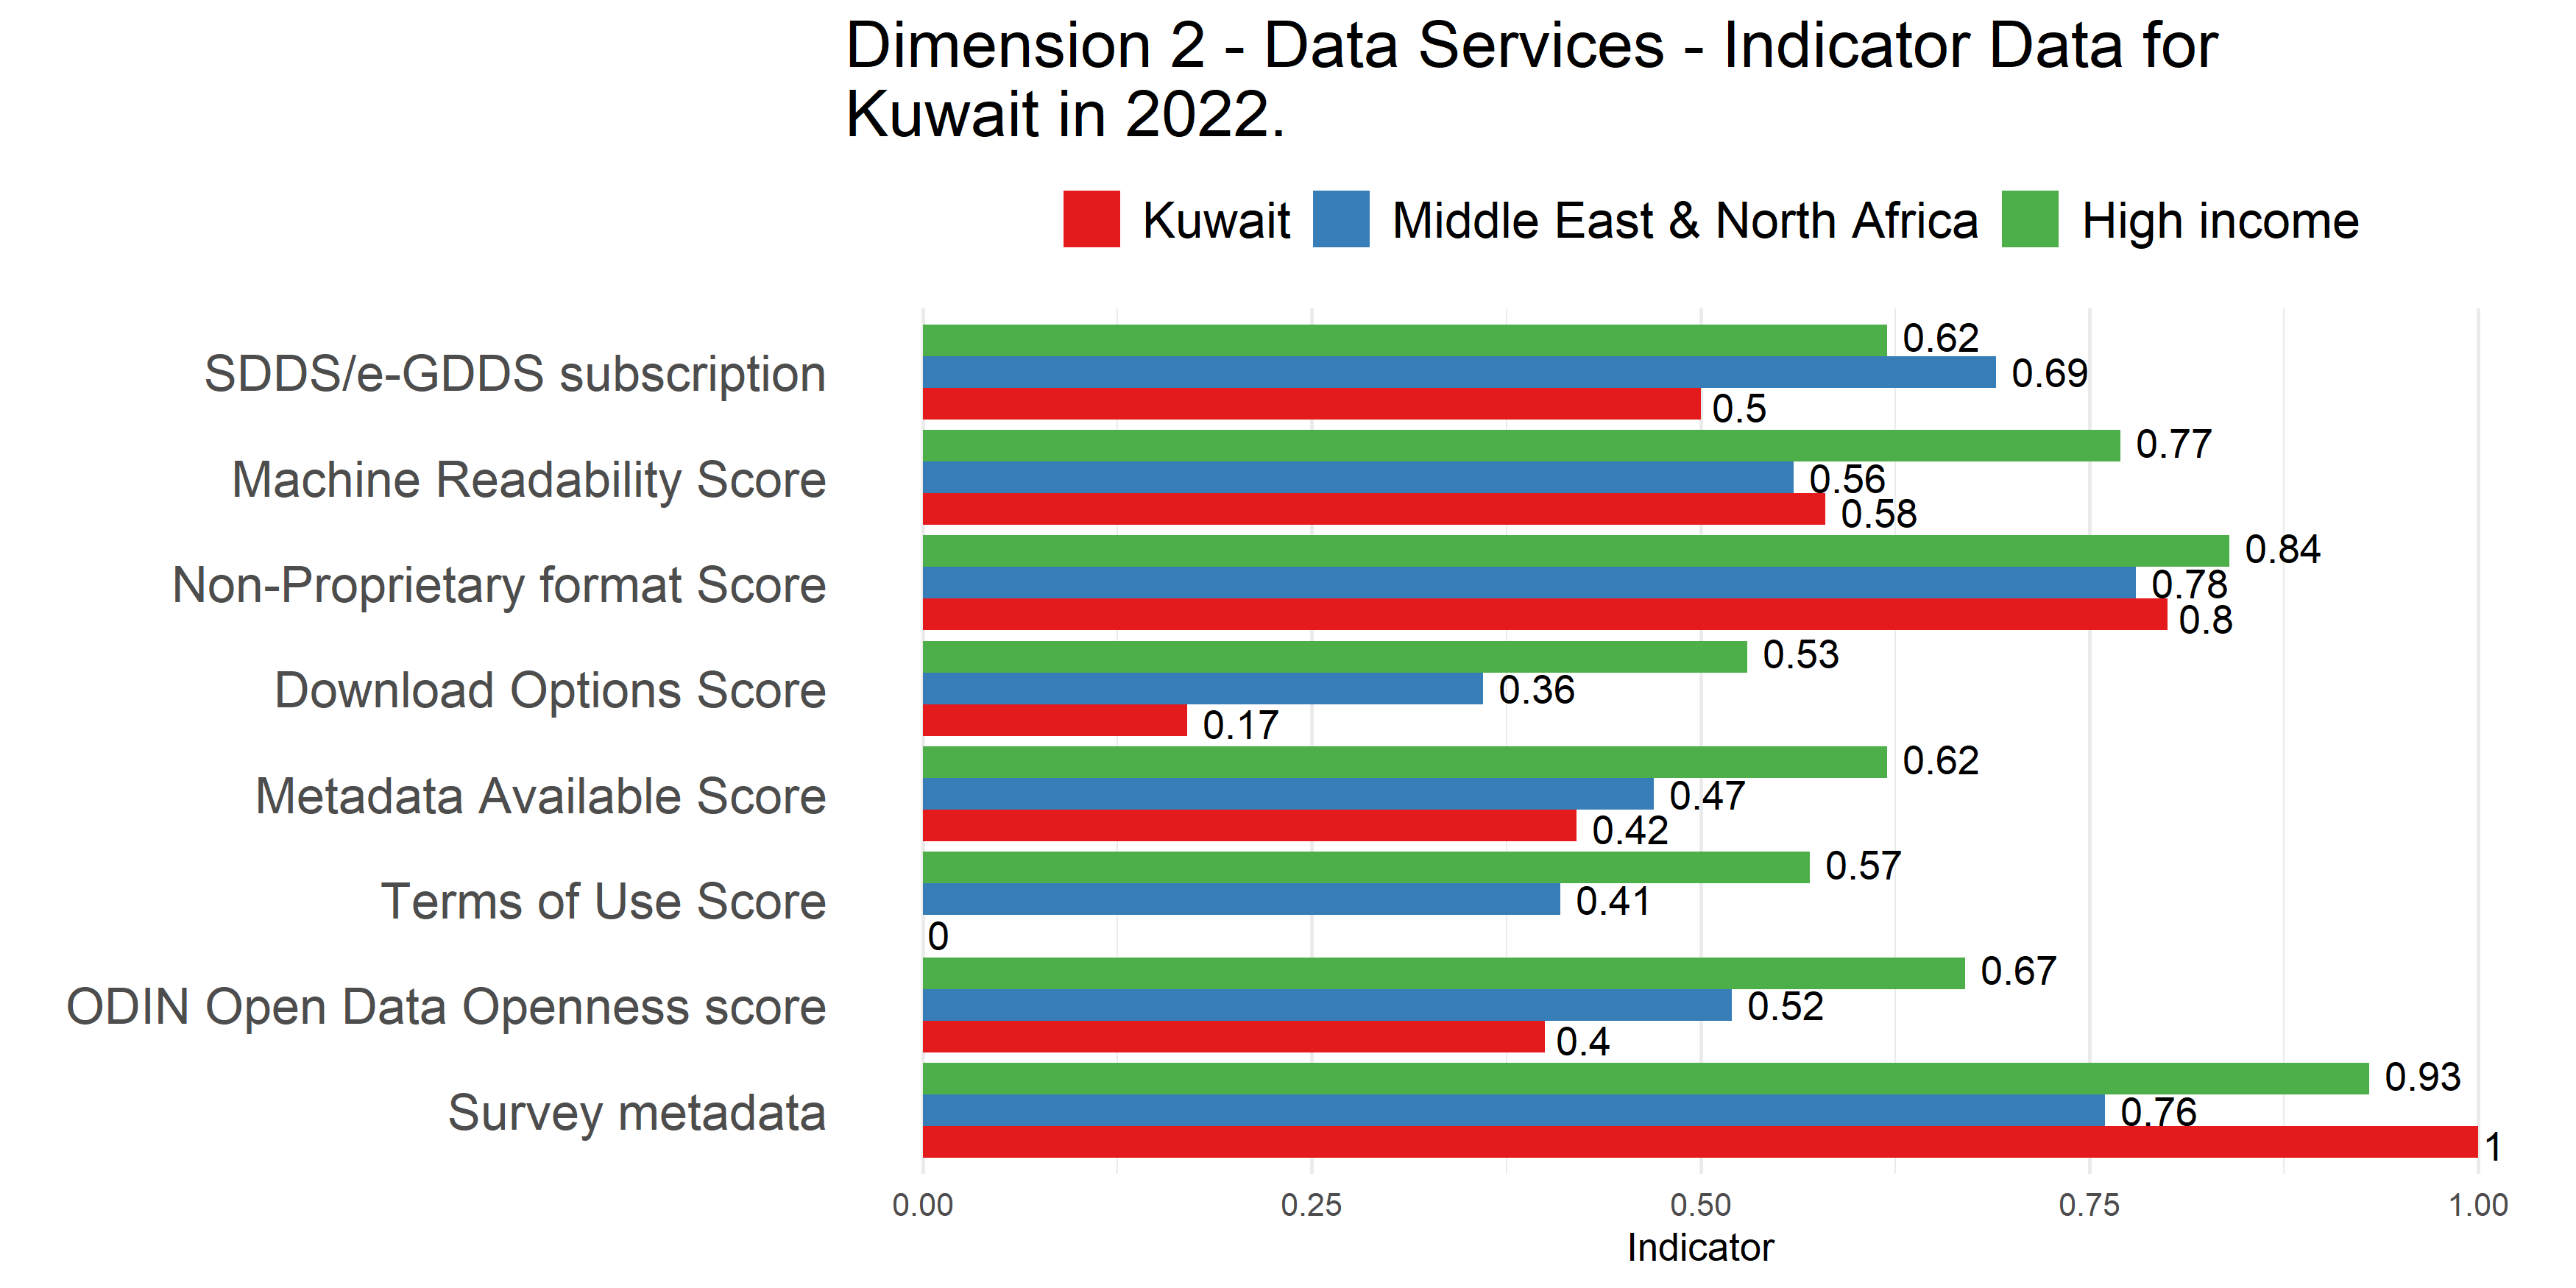 Dimension 2 - Data Services - Indicator Data for
Kuwait in 2022.
Kuwait Middle East & North Africa High income
SDDS/e-GDDS subscription
0.62
0.69
0.5
Machine Readability Score
0.77
0.56
0.58
Non-Proprietary format Score
0.84
0.78
0.8
Download Options Score
0.53
0.36
0.17
Metadata Available Score
0.62
0.47
0.42
Terms of Use Score
0.57
0.41
0
ODIN Open Data Openness score
0.67
0.52
0.4
Survey metadata
0.93
0.76
1
0.00 0.25 0.50 0.75 1.00
Indicator